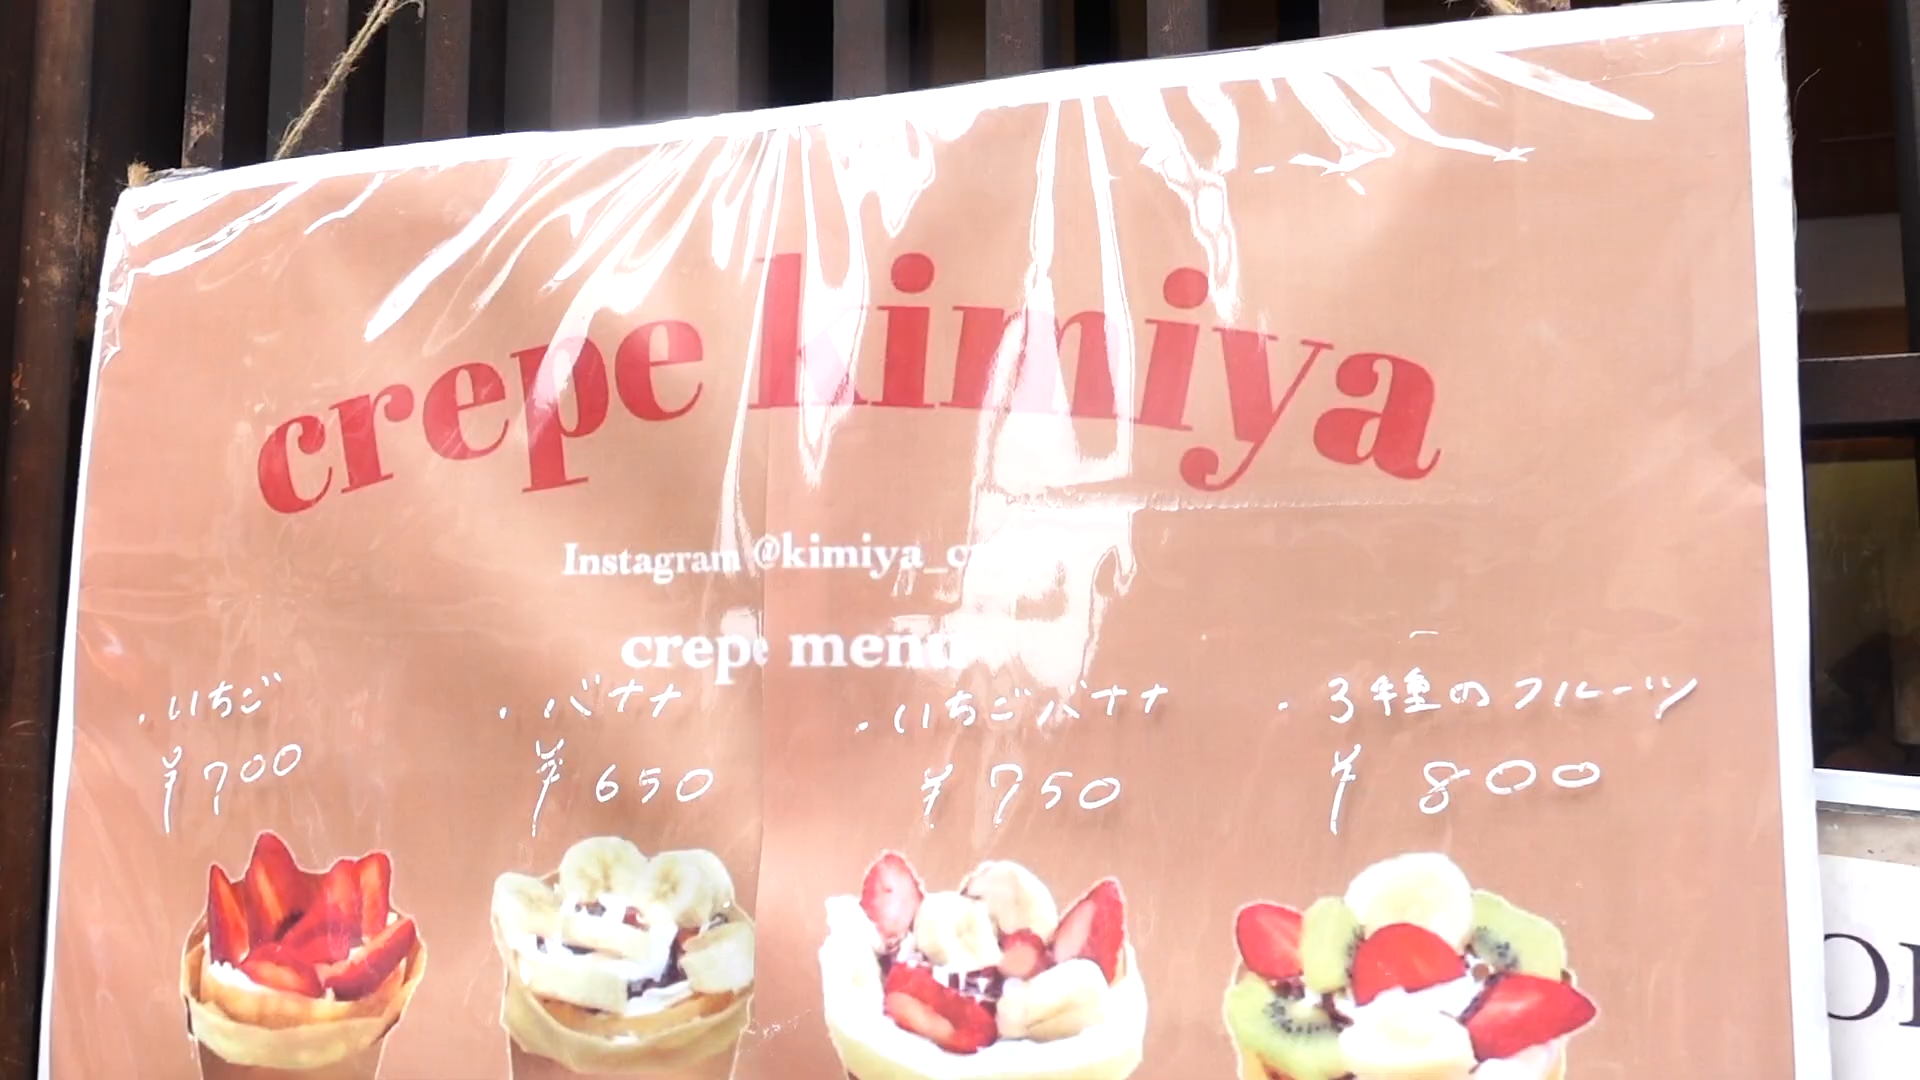 crepe kimiya
Instagram @kimiya_c
crepe menu
・いちご ・バナナ ・いちごバナナ ・3種のフルーツ
¥700 ¥650 ¥750 ¥800